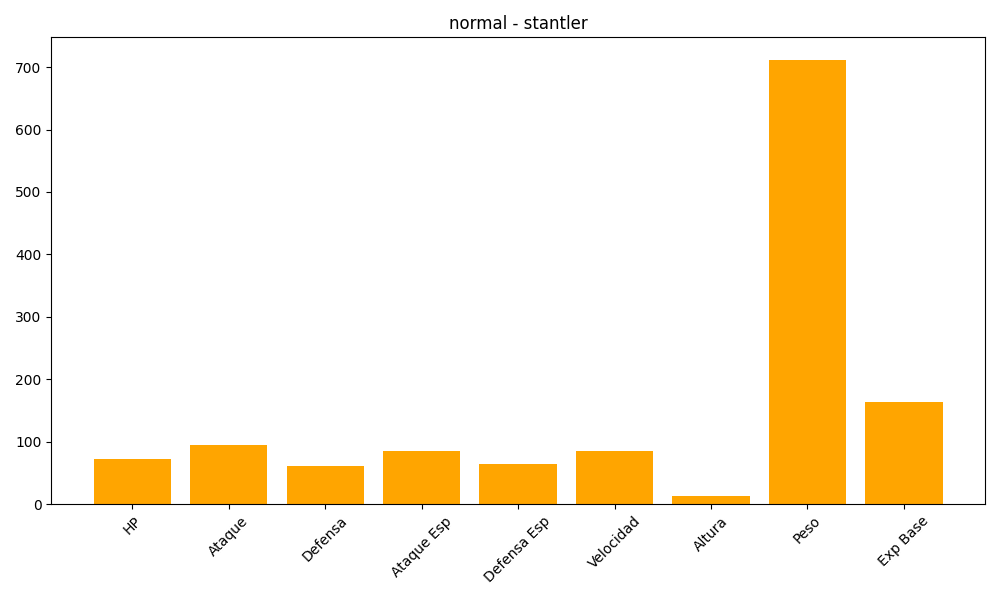 normal - stantler
700
600
500
400
300
200
100
0
HP
Ataque
Defensa
Ataque Esp
Defensa Esp
Velocidad
Altura
Peso
Exp Base